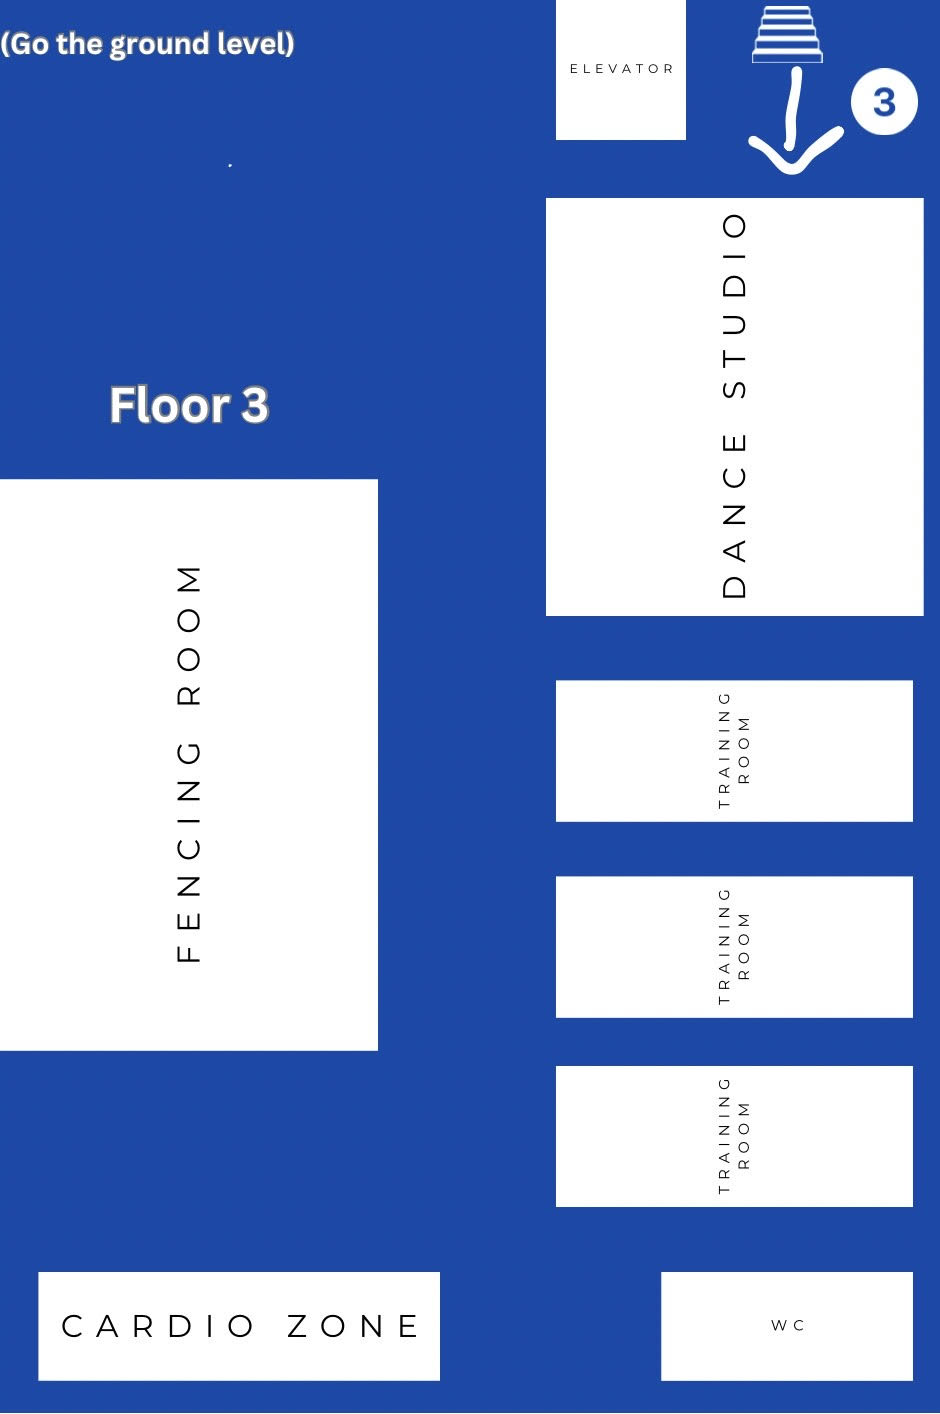 (Go the ground level)
ELEVATOR
3
DANCE STUDIO
Floor 3
FENCING ROOM
TRAINING
ROOM
TRAINING
ROOM
TRAINING
ROOM
CARDIO ZONE
WC